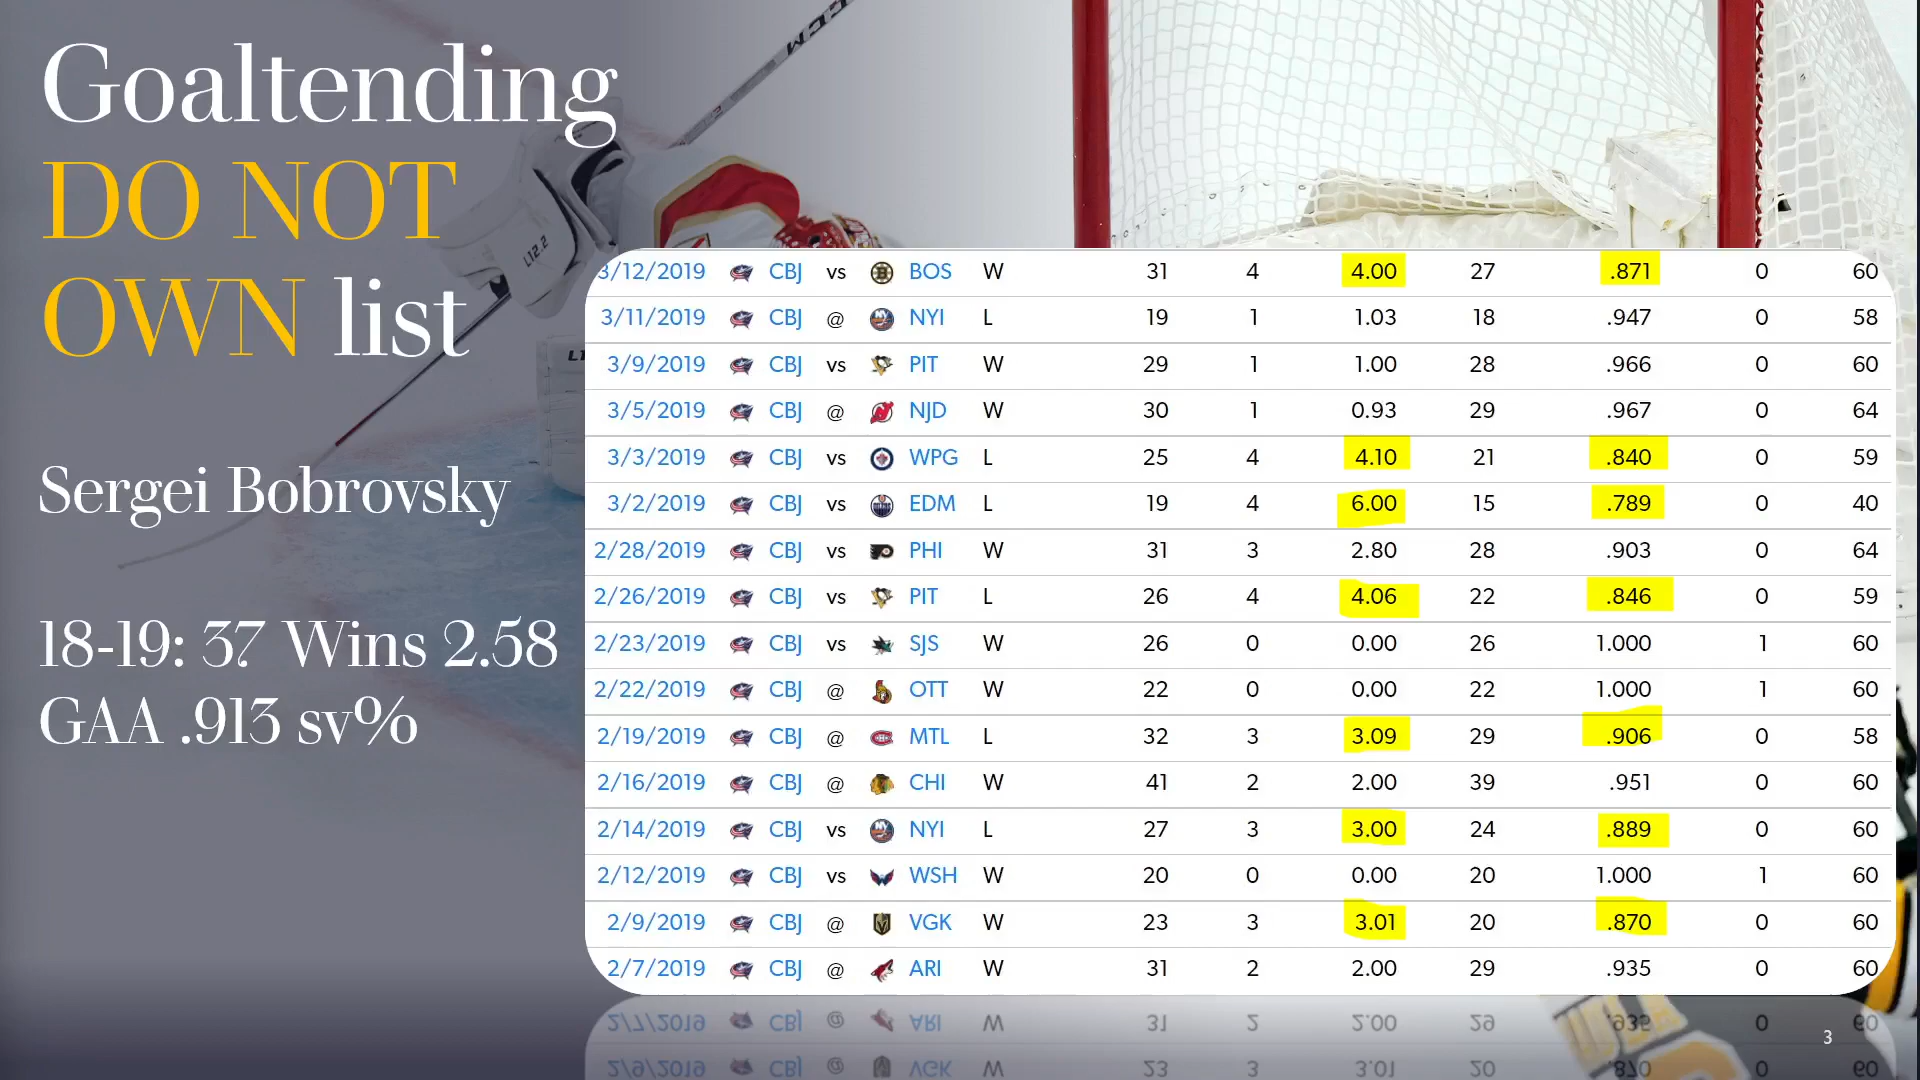 Goaltending
DO NOT
OWN list
Sergei Bobrovsky
18-19: 37 Wins 2.58
GAA .913 sv%
CCM
L12.2
3/12/2019 CBJ vs BOS W 31 4 4.00 27 .871 0 60
3/11/2019 CBJ @ NYI L 19 1 1.03 18 .947 0 58
3/9/2019 CBJ vs PIT W 29 1 1.00 28 .966 0 60
3/5/2019 CBJ @ NJD W 30 1 0.93 29 .967 0 64
3/3/2019 CBJ vs WPG L 25 4 4.10 21 .840 0 59
3/2/2019 CBJ vs EDM L 19 4 6.00 15 .789 0 40
2/28/2019 CBJ vs PHI W 31 3 2.80 28 .903 0 64
2/26/2019 CBJ vs PIT L 26 4 4.06 22 .846 0 59
2/23/2019 CBJ vs SJS W 26 0 0.00 26 1.000 1 60
2/22/2019 CBJ @ OTT W 22 0 0.00 22 1.000 1 60
2/19/2019 CBJ @ MTL L 32 3 3.09 29 .906 0 58
2/16/2019 CBJ @ CHI W 41 2 2.00 39 .951 0 60
2/14/2019 CBJ vs NYI L 27 3 3.00 24 .889 0 60
2/12/2019 CBJ vs WSH W 20 0 0.00 20 1.000 1 60
2/9/2019 CBJ @ VGK W 23 3 3.01 20 .870 0 60
2/7/2019 CBJ @ ARI W 31 2 2.00 29 .935 0 60
3